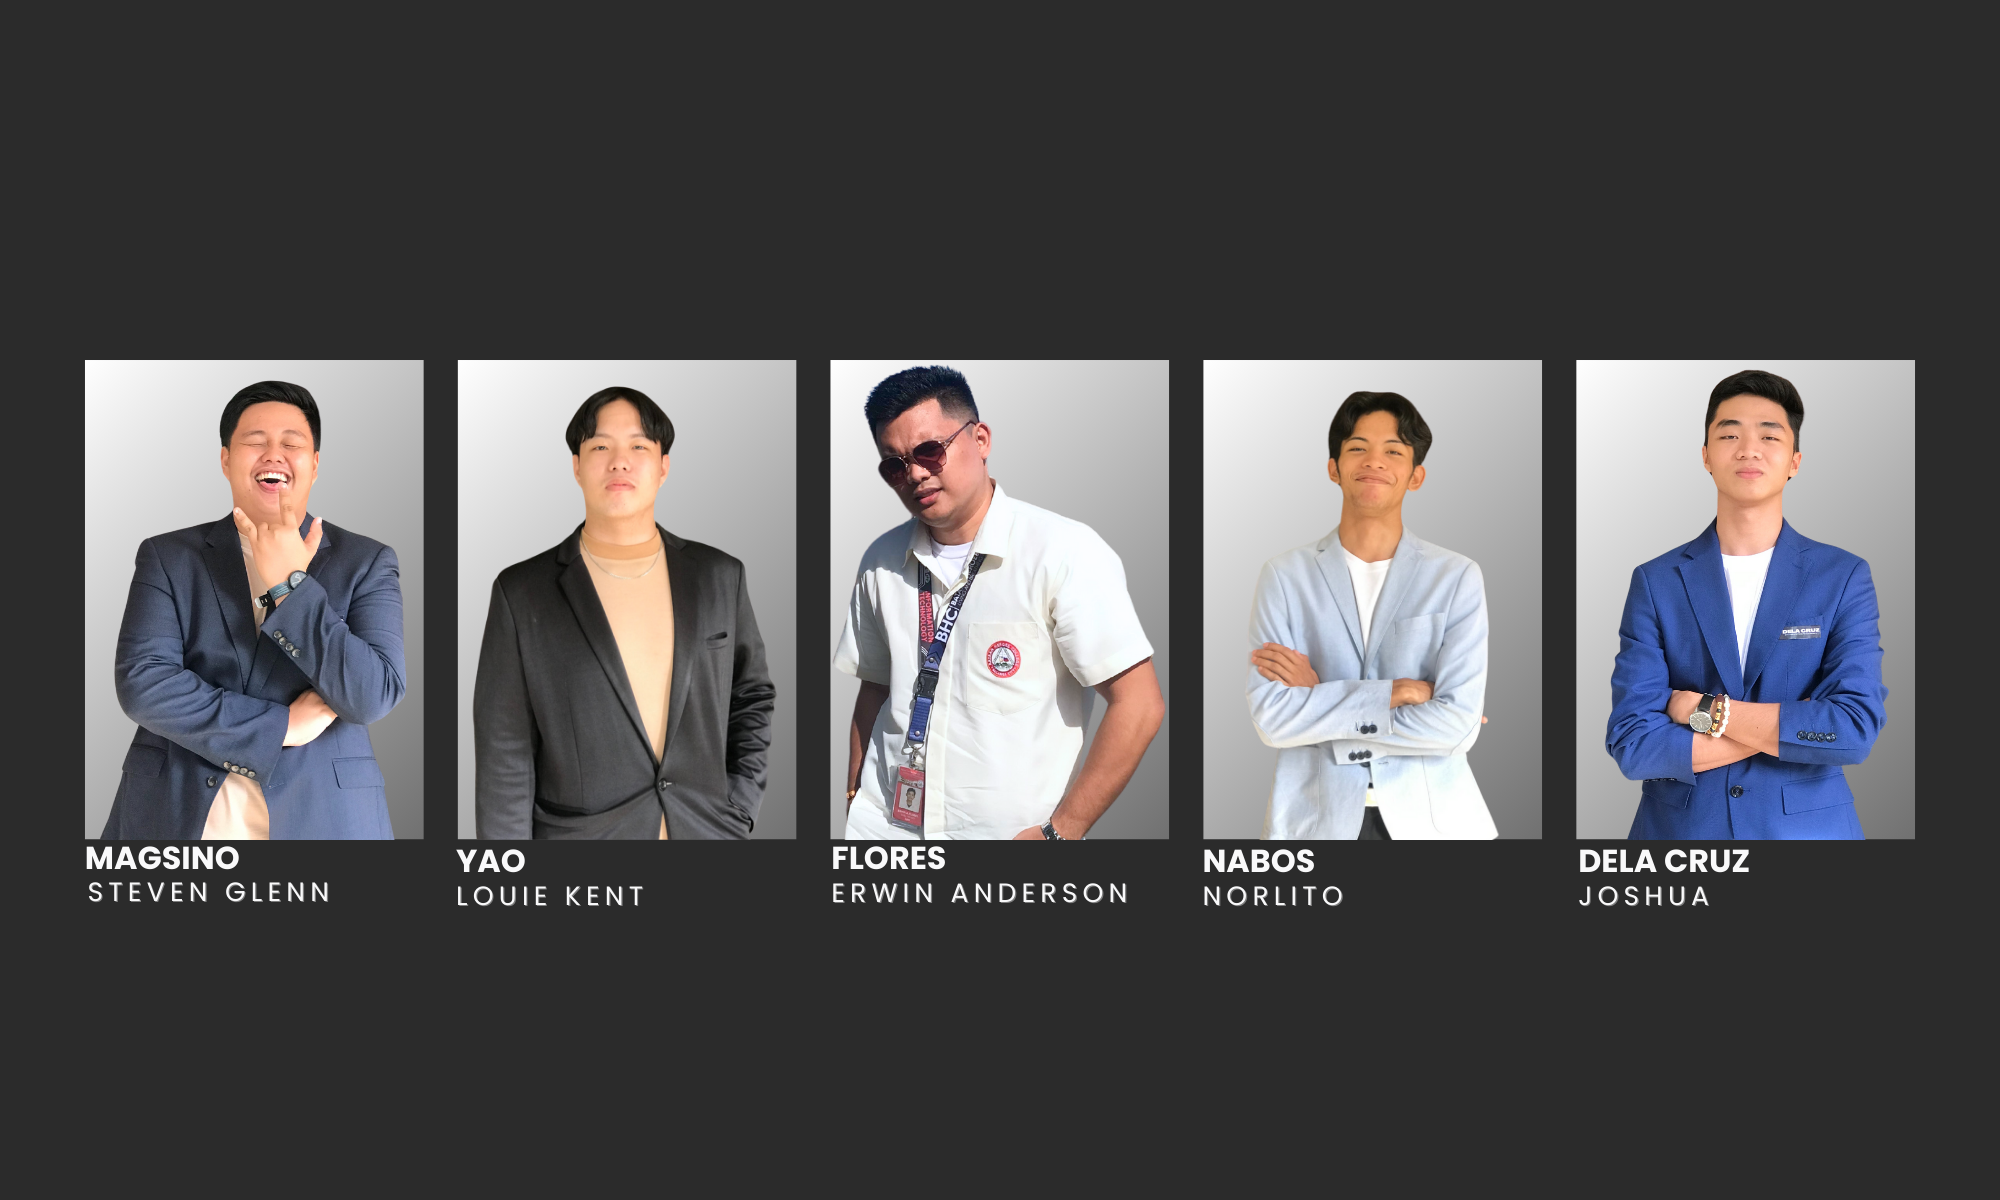 MAGSINO
STEVEN GLENN
YAO
LOUIE KENT
FLORES
ERWIN ANDERSON
INFORMATION
TECHNOLOGY
BHC
NABOS
NORLITO
DELA CRUZ
DELA CRUZ
JOSHUA